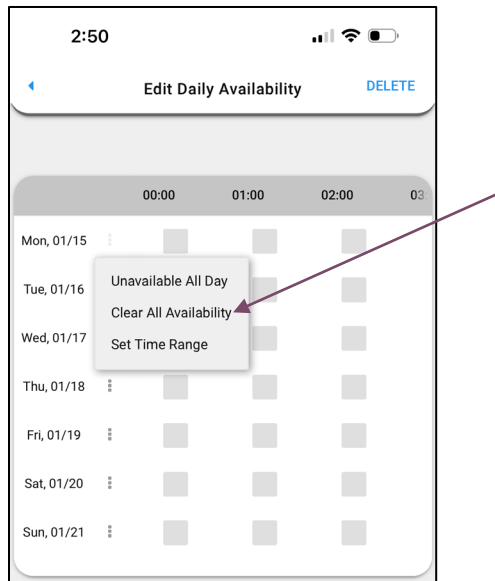 2:50
Edit Daily Availability DELETE
00:00 01:00 02:00 03:
Mon, 01/15
Tue, 01/16
Unavailable All Day
Clear All Availability
Wed, 01/17
Set Time Range
Thu, 01/18
Fri, 01/19
Sat, 01/20
Sun, 01/21